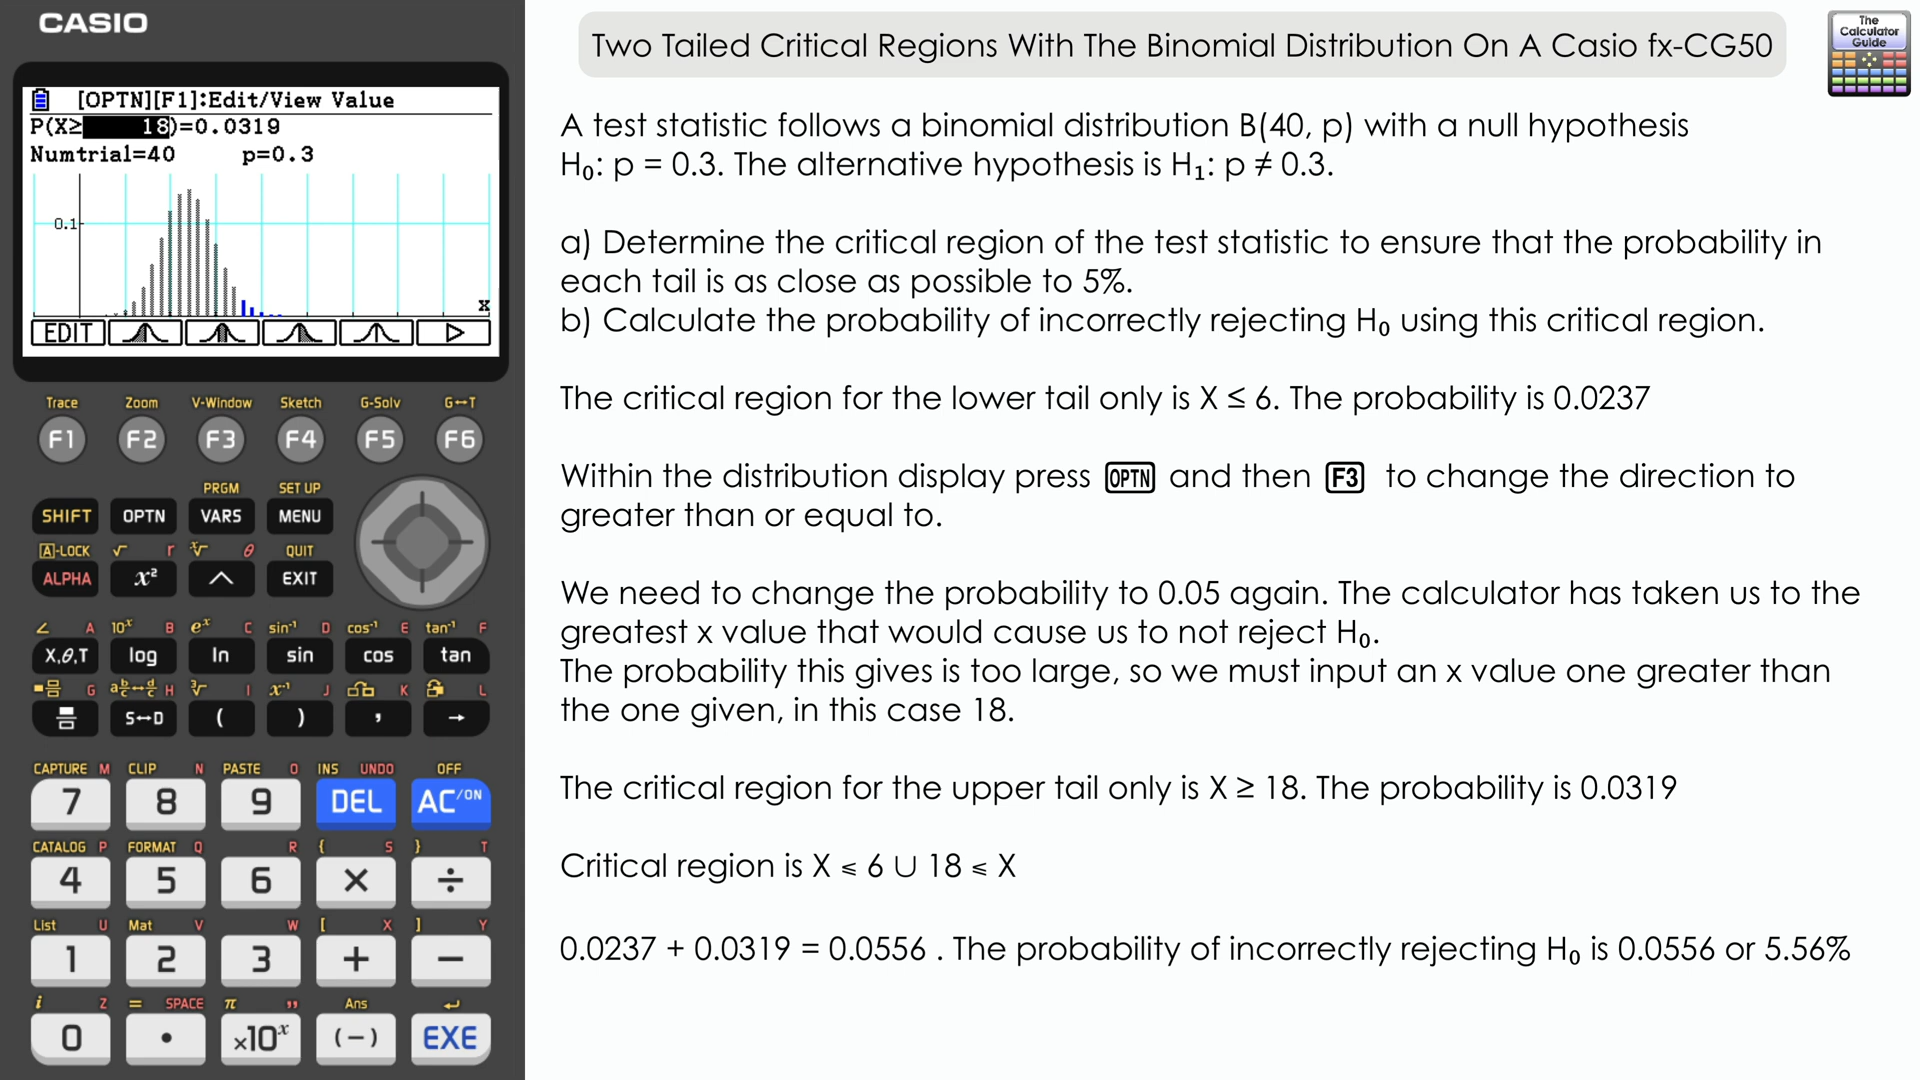 CASIO
[OPTN][F1]:Edit/View Value
P(X≥ 18)=0.0319
Numtrial=40 p=0.3
0.1
x
EDIT
Trace Zoom V-Window Sketch G-Solv G↔T
F1 F2 F3 F4 F5 F6
PRGM SET UP
SHIFT OPTN VARS MENU
A-LOCK √ r ˣ√ θ QUIT
ALPHA x² ^ EXIT
∠ A 10ˣ B eˣ C sin⁻¹ D cos⁻¹ E tan⁻¹ F
X,θ,T log ln sin cos tan
G H ³√ I x⁻¹ J K L
S↔D ( ) , →
CAPTURE M CLIP N PASTE O INS UNDO OFF
7 8 9 DEL AC/ON
CATALOG P FORMAT Q R { S } T
4 5 6 × ÷
List U Mat V W [ X ] Y
1 2 3 + −
i Z = SPACE π " Ans ↵
0 • ×10ˣ (−) EXE
Two Tailed Critical Regions With The Binomial Distribution On A Casio fx-CG50
The
Calculator
Guide
A test statistic follows a binomial distribution B(40, p) with a null hypothesis
H₀: p = 0.3. The alternative hypothesis is H₁: p ≠ 0.3.
a) Determine the critical region of the test statistic to ensure that the probability in
each tail is as close as possible to 5%.
b) Calculate the probability of incorrectly rejecting H₀ using this critical region.
The critical region for the lower tail only is X ≤ 6. The probability is 0.0237
Within the distribution display press OPTN and then F3 to change the direction to
greater than or equal to.
We need to change the probability to 0.05 again. The calculator has taken us to the
greatest x value that would cause us to not reject H₀.
The probability this gives is too large, so we must input an x value one greater than
the one given, in this case 18.
The critical region for the upper tail only is X ≥ 18. The probability is 0.0319
Critical region is X ⩽ 6 ∪ 18 ⩽ X
0.0237 + 0.0319 = 0.0556 . The probability of incorrectly rejecting H₀ is 0.0556 or 5.56%